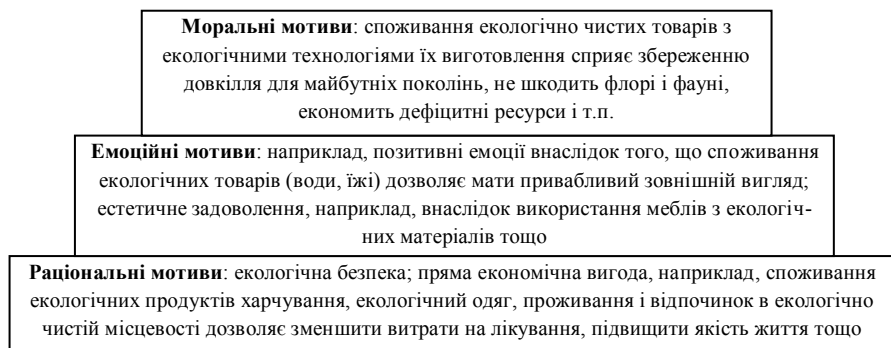 Моральні мотиви: споживання екологічно чистих товарів з
екологічними технологіями їх виготовлення сприяє збереженню
довкілля для майбутніх поколінь, не шкодить флорі і фауні,
економить дефіцитні ресурси і т.п.
Емоційні мотиви: наприклад, позитивні емоції внаслідок того, що споживання
екологічних товарів (води, їжі) дозволяє мати привабливий зовнішній вигляд;
естетичне задоволення, наприклад, внаслідок використання меблів з екологіч-
них матеріалів тощо
Раціональні мотиви: екологічна безпека; пряма економічна вигода, наприклад, споживання
екологічних продуктів харчування, екологічний одяг, проживання і відпочинок в екологічно
чистій місцевості дозволяє зменшити витрати на лікування, підвищити якість життя тощо